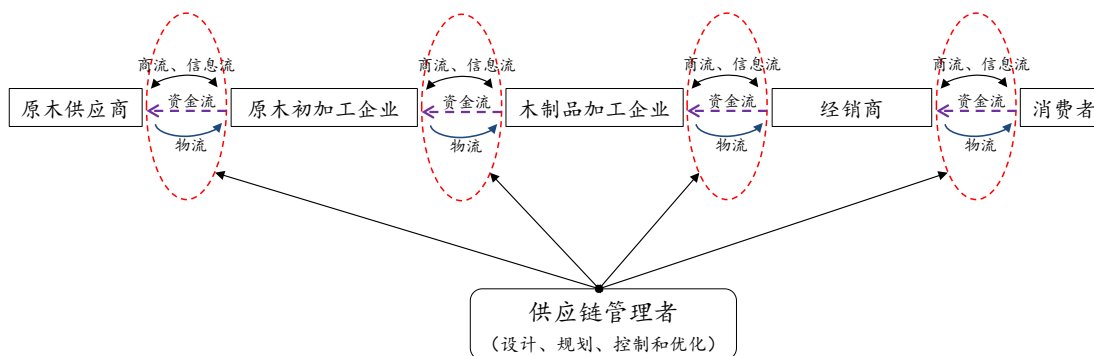 商流、信息流
商流、信息流
商流、信息流
商流、信息流
原木供应商
资金流
原木初加工企业
资金流
木制品加工企业
资金流
经销商
资金流
消费者
物流
物流
物流
物流
供应链管理者
（设计、规划、控制和优化）